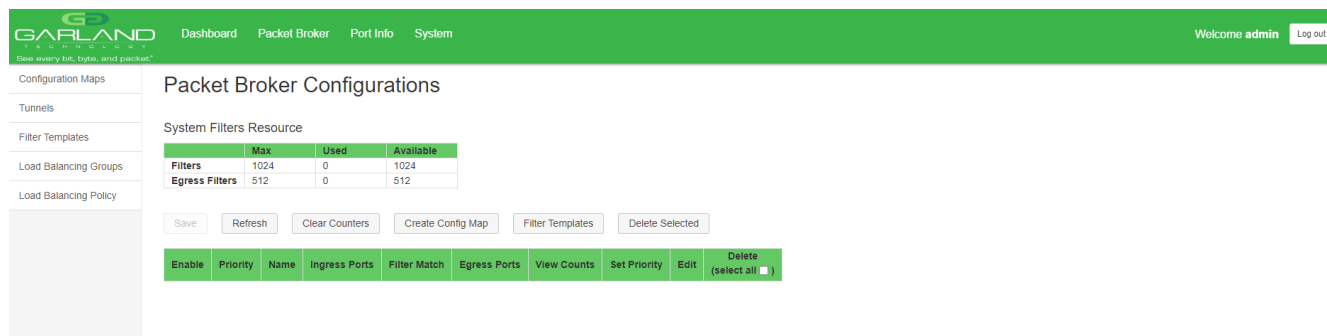 GARLAND
TECHNOLOGY
See every bit, byte, and packet®
Dashboard Packet Broker Port Info System
Welcome admin Log out
Configuration Maps
Tunnels
Filter Templates
Load Balancing Groups
Load Balancing Policy
Packet Broker Configurations
System Filters Resource
Max Used Available
Filters 1024 0 1024
Egress Filters 512 0 512
Save Refresh Clear Counters Create Config Map Filter Templates Delete Selected
Enable Priority Name Ingress Ports Filter Match Egress Ports View Counts Set Priority Edit Delete
(select all )